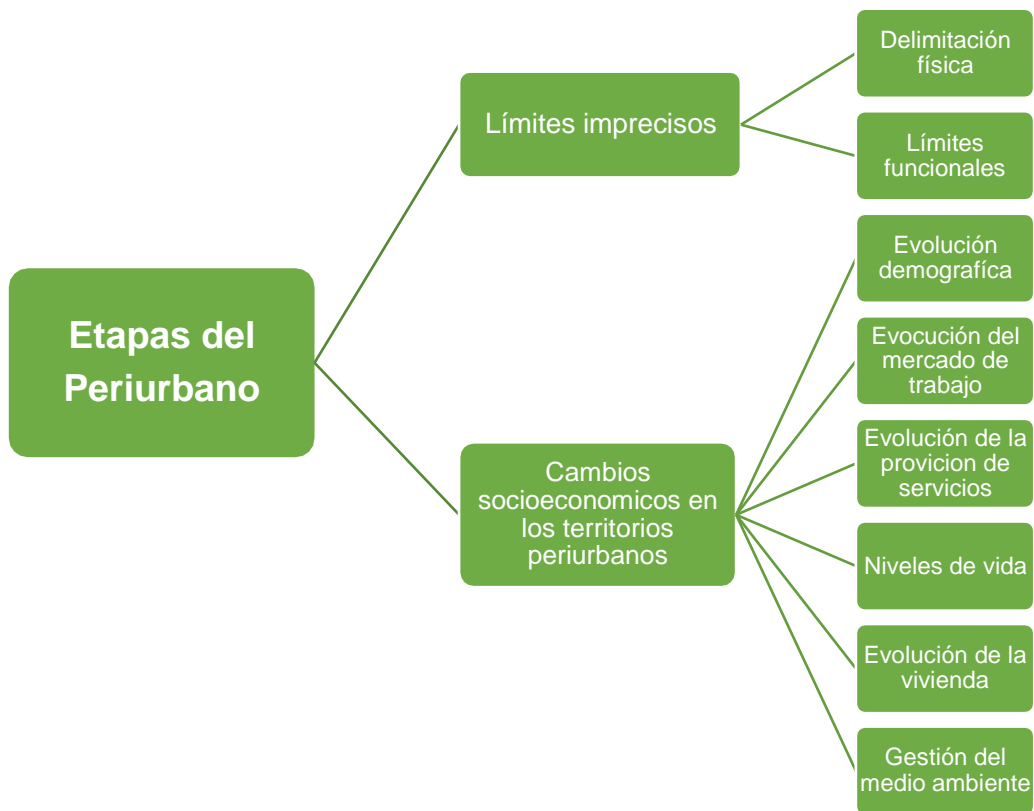 Etapas del
Periurbano
Límites imprecisos
Delimitación
física
Límites
funcionales
Cambios
socioeconomicos en
los territorios
periurbanos
Evolución
demografíca
Evocución del
mercado de
trabajo
Evolución de la
provicion de
servicios
Niveles de vida
Evolución de la
vivienda
Gestión del
medio ambiente